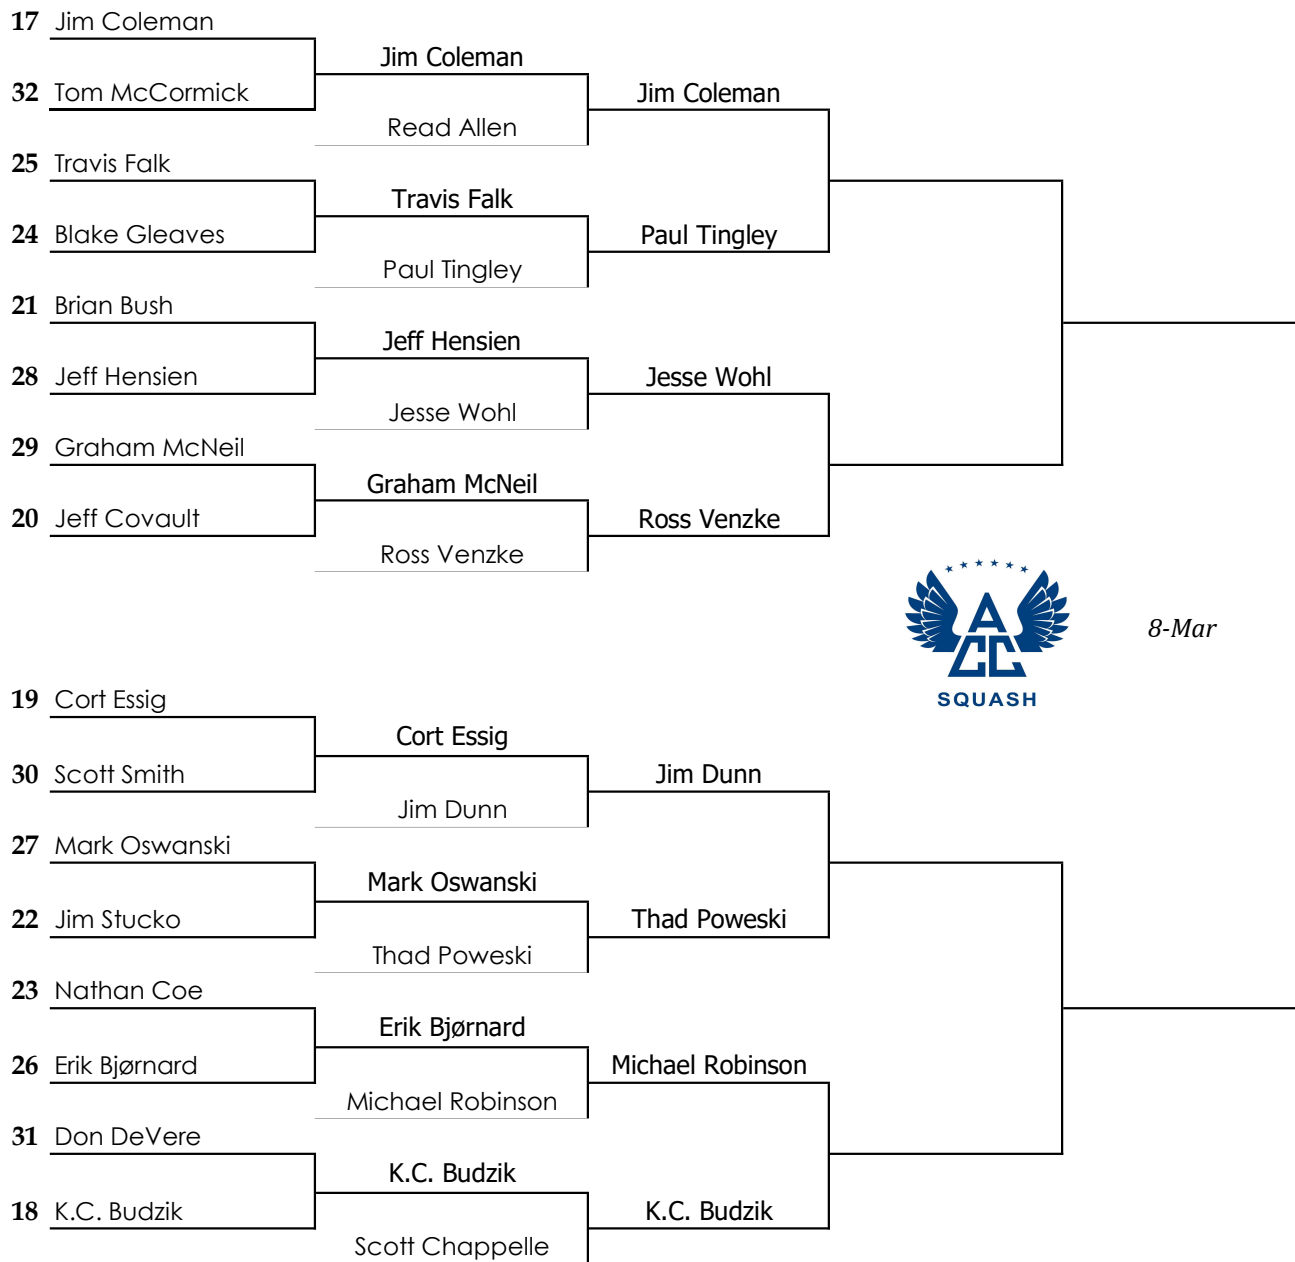 17 Jim Coleman
Jim Coleman
32 Tom McCormick
Jim Coleman
Read Allen
25 Travis Falk
Travis Falk
24 Blake Gleaves
Paul Tingley
Paul Tingley
21 Brian Bush
Jeff Hensien
28 Jeff Hensien
Jesse Wohl
Jesse Wohl
29 Graham McNeil
Graham McNeil
20 Jeff Covault
Ross Venzke
Ross Venzke
ACC
SQUASH
8-Mar
19 Cort Essig
Cort Essig
30 Scott Smith
Jim Dunn
Jim Dunn
27 Mark Oswanski
Mark Oswanski
22 Jim Stucko
Thad Poweski
Thad Poweski
23 Nathan Coe
Erik Bjørnard
26 Erik Bjørnard
Michael Robinson
Michael Robinson
31 Don DeVere
K.C. Budzik
18 K.C. Budzik
K.C. Budzik
Scott Chappelle